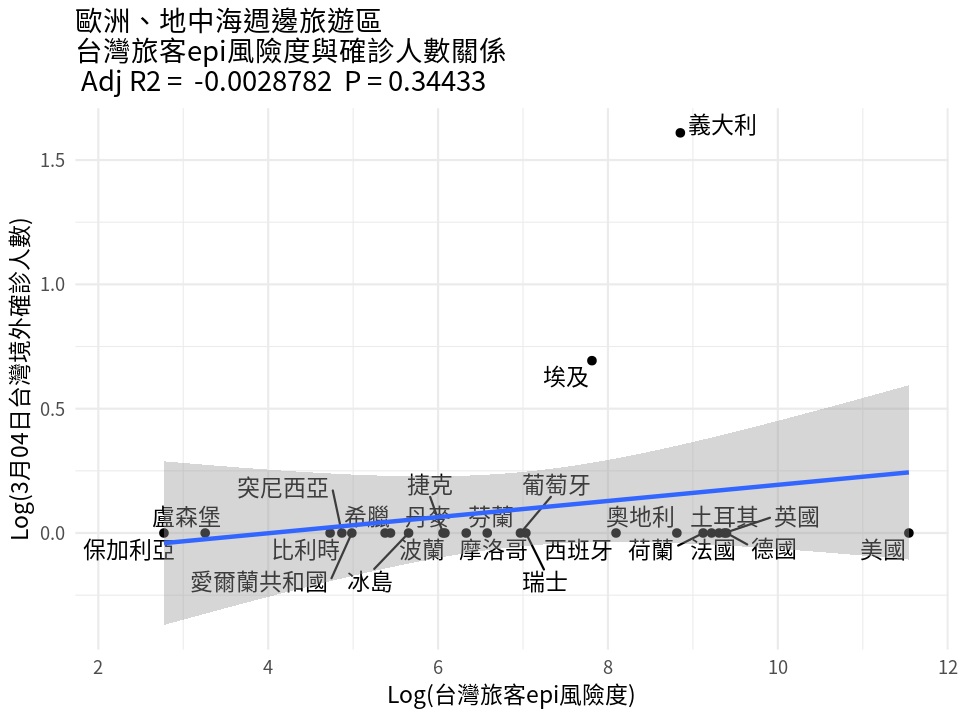 歐洲、地中海週邊旅遊區
台灣旅客epi風險度與確診人數關係
Adj R2 = -0.0028782 P = 0.34433
Log(3月04日台灣境外確診人數)
1.5
1.0
0.5
0.0
義大利
埃及
突尼西亞
捷克
葡萄牙
盧森堡
希臘
丹麥
芬蘭
奧地利
土耳其
英國
保加利亞
比利時
波蘭
摩洛哥
西班牙
荷蘭
法國
德國
美國
愛爾蘭共和國
冰島
瑞士
2
4
6
8
10
12
Log(台灣旅客epi風險度)